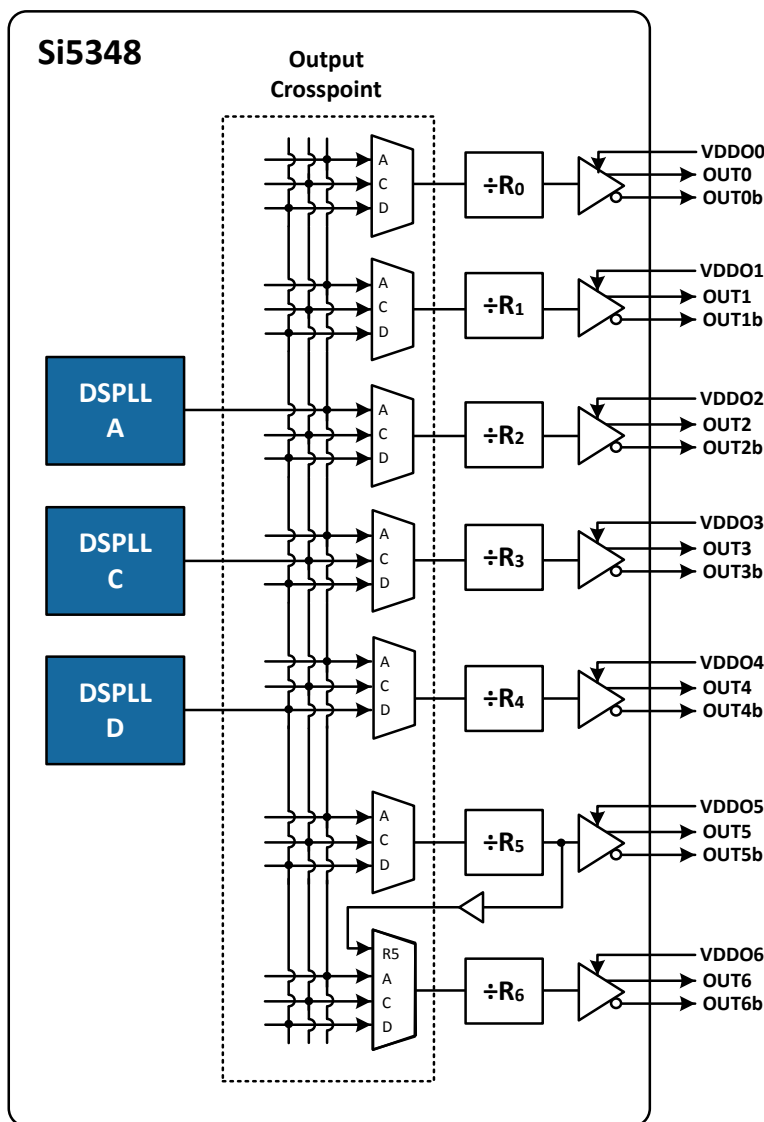 Si5348
Output
Crosspoint
A
C
D
÷R0
VDDO0
OUT0
OUT0b
A
C
D
÷R1
VDDO1
OUT1
OUT1b
DSPLL
A
A
C
D
÷R2
VDDO2
OUT2
OUT2b
DSPLL
C
A
C
D
÷R3
VDDO3
OUT3
OUT3b
DSPLL
D
A
C
D
÷R4
VDDO4
OUT4
OUT4b
A
C
D
÷R5
VDDO5
OUT5
OUT5b
R5
A
C
D
÷R6
VDDO6
OUT6
OUT6b